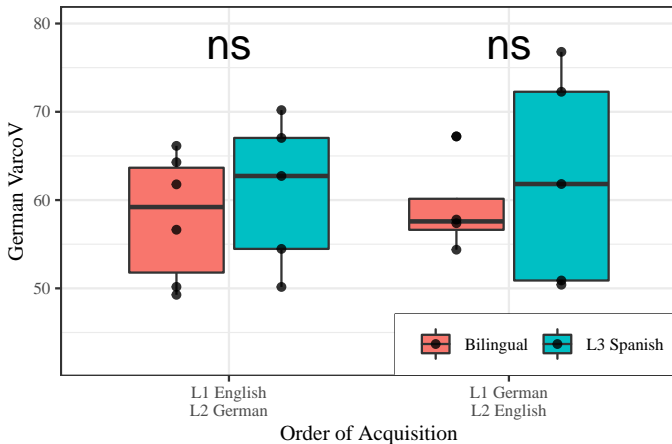 80
70
60
50
German VarcoV
ns
ns
Bilingual
L3 Spanish
L1 English
L2 German
L1 German
L2 English
Order of Acquisition